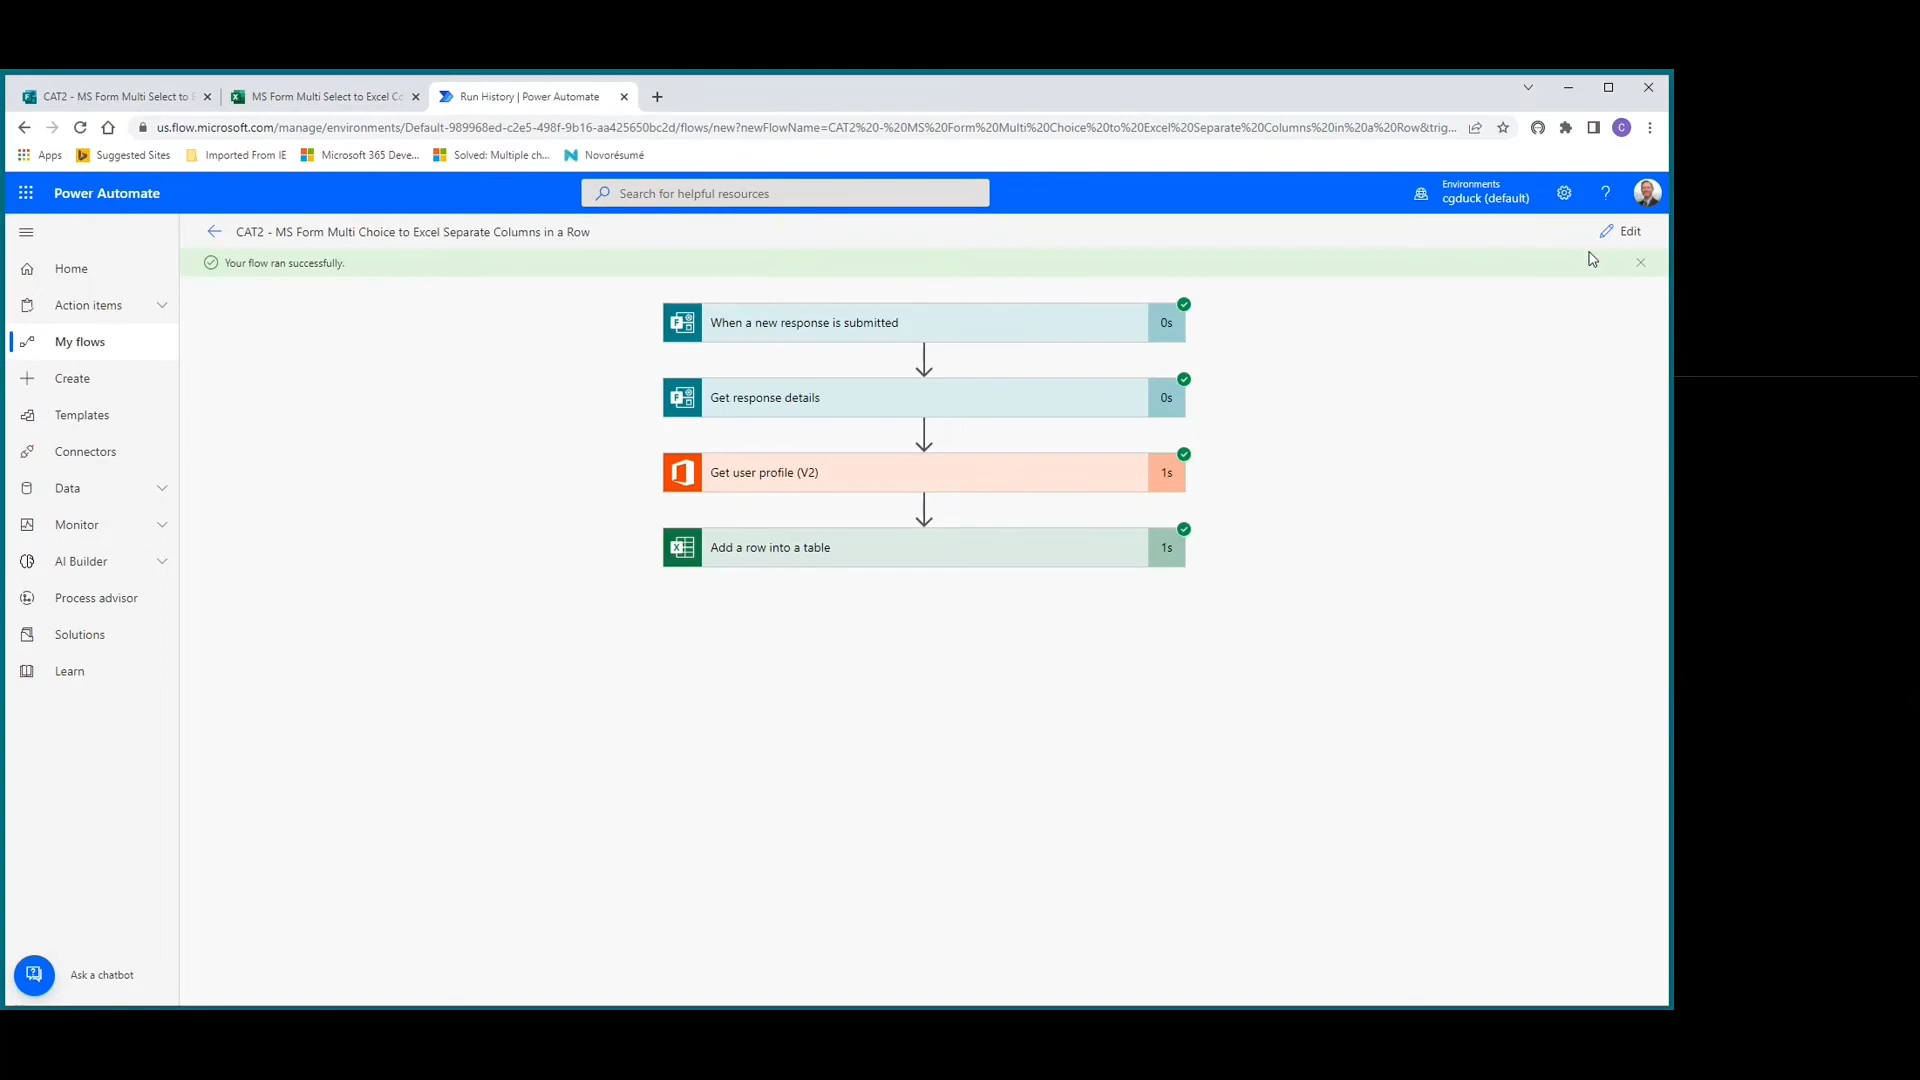 CAT2 - MS Form Multi Select to E
MS Form Multi Select to Excel Co
Run History | Power Automate
us.flow.microsoft.com/manage/environments/Default-989968ed-c2e5-498f-9b16-aa425650bc2d/flows/new?newFlowName=CAT2%20-%20MS%20Form%20Multi%20Choice%20to%20Excel%20Separate%20Columns%20in%20a%20Row&trig...
C
Apps
Suggested Sites
Imported From IE
Microsoft 365 Deve...
Solved: Multiple ch...
Novorésumé
Power Automate
Search for helpful resources
Environments
cgduck (default)
CAT2 - MS Form Multi Choice to Excel Separate Columns in a Row
Edit
Your flow ran successfully.
Home
Action items
My flows
Create
Templates
Connectors
Data
Monitor
AI Builder
Process advisor
Solutions
Learn
Ask a chatbot
When a new response is submitted
0s
Get response details
0s
Get user profile (V2)
1s
Add a row into a table
1s